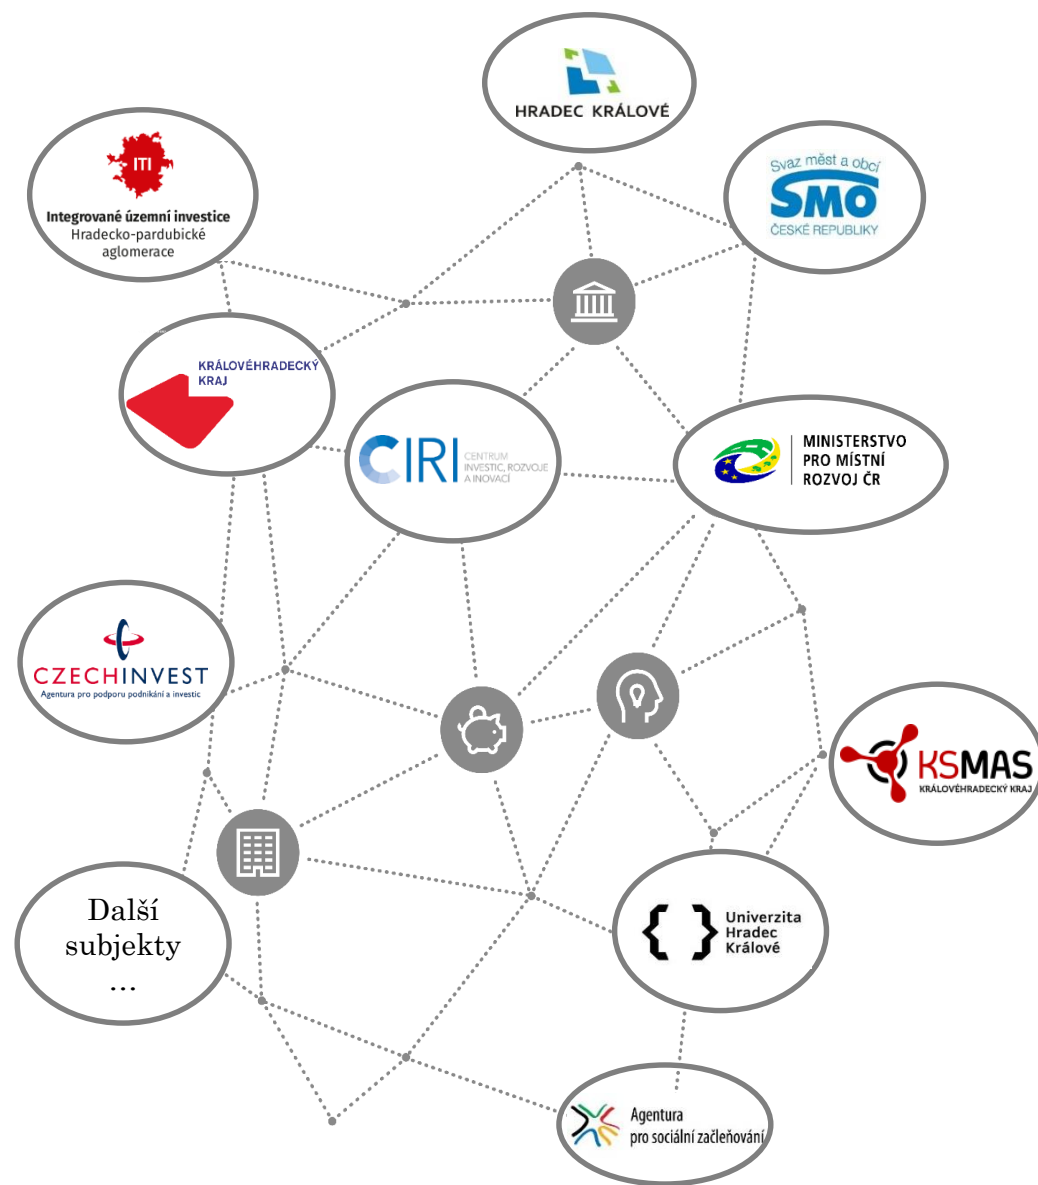 HRADEC KRÁLOVÉ
ITI
Integrované územní investice
Hradecko-pardubické
aglomerace
Svaz měst a obcí
SMO
ČESKÉ REPUBLIKY
KRÁLOVÉHRADECKÝ
KRAJ
CIRI
CENTRUM
INVESTIC, ROZVOJE
A INOVACÍ
MINISTERSTVO
PRO MÍSTNÍ
ROZVOJ ČR
CZECHINVEST
Agentura pro podporu podnikání a investic
KSMAS
KRÁLOVÉHRADECKÝ KRAJ
Další
subjekty
...
Univerzita
Hradec
Králové
Agentura
pro sociální začleňování